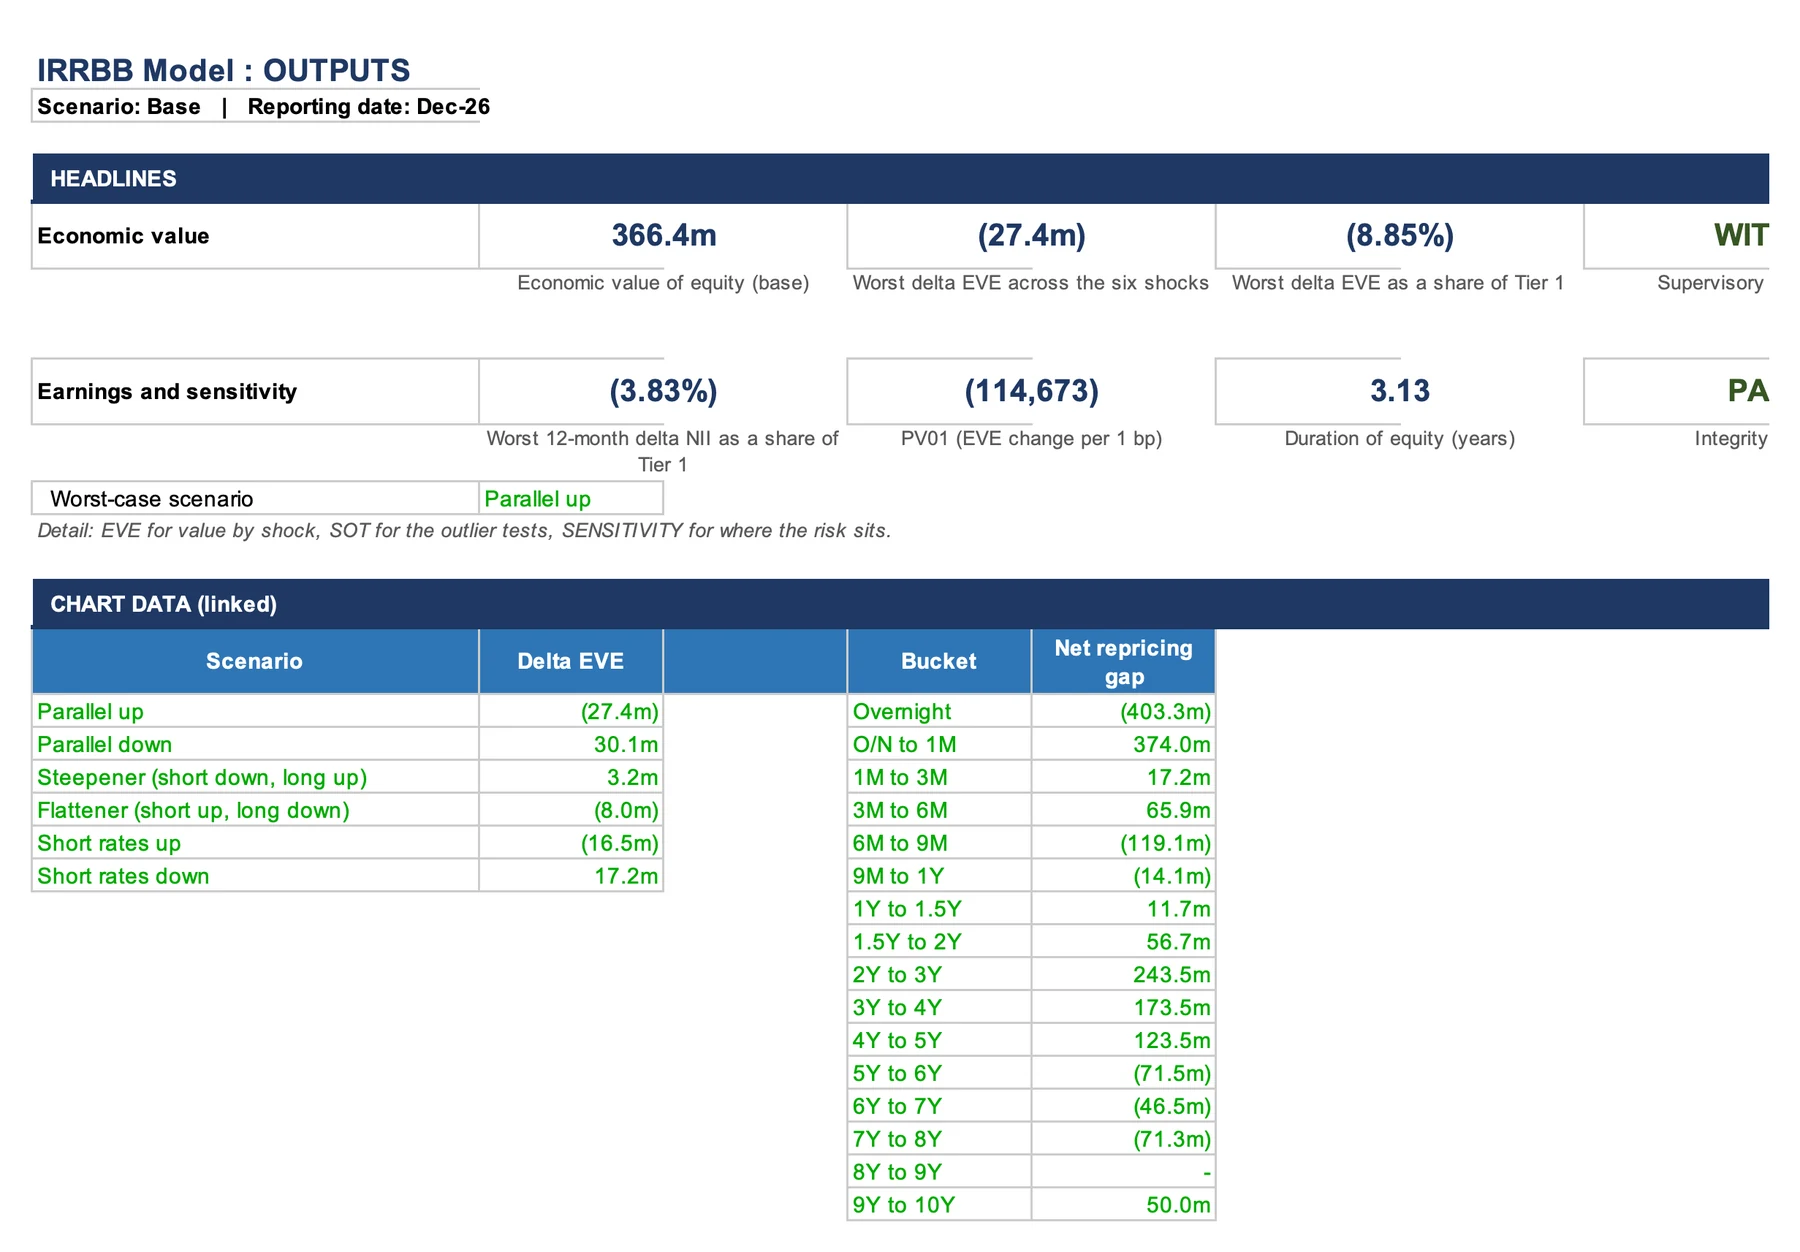 IRRBB Model : OUTPUTS
Scenario: Base | Reporting date: Dec-26
HEADLINES
Economic value 366.4m (27.4m) (8.85%) WIT
Economic value of equity (base) Worst delta EVE across the six shocks Worst delta EVE as a share of Tier 1 Supervisory
Earnings and sensitivity (3.83%) (114,673) 3.13 PA
Worst 12-month delta NII as a share of PV01 (EVE change per 1 bp) Duration of equity (years) Integrity
Tier 1
Worst-case scenario Parallel up
Detail: EVE for value by shock, SOT for the outlier tests, SENSITIVITY for where the risk sits.
CHART DATA (linked)
Scenario Delta EVE Bucket Net repricing
gap
Parallel up (27.4m) Overnight (403.3m)
Parallel down 30.1m O/N to 1M 374.0m
Steepener (short down, long up) 3.2m 1M to 3M 17.2m
Flattener (short up, long down) (8.0m) 3M to 6M 65.9m
Short rates up (16.5m) 6M to 9M (119.1m)
Short rates down 17.2m 9M to 1Y (14.1m)
1Y to 1.5Y 11.7m
1.5Y to 2Y 56.7m
2Y to 3Y 243.5m
3Y to 4Y 173.5m
4Y to 5Y 123.5m
5Y to 6Y (71.5m)
6Y to 7Y (46.5m)
7Y to 8Y (71.3m)
8Y to 9Y -
9Y to 10Y 50.0m